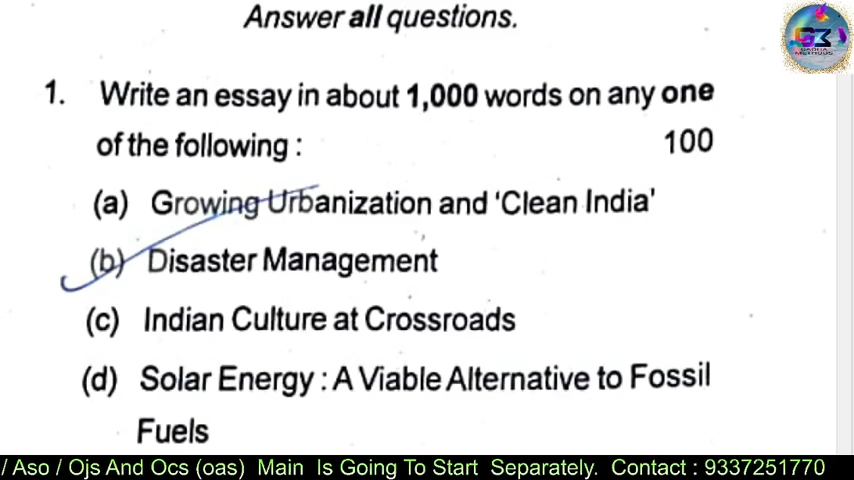 Answer all questions.
1. Write an essay in about 1,000 words on any one
of the following : 100
(a) Growing Urbanization and 'Clean India'
(b) Disaster Management
(c) Indian Culture at Crossroads
(d) Solar Energy : A Viable Alternative to Fossil
Fuels
/ Aso / Ojs And Ocs (oas) Main Is Going To Start Separately. Contact : 9337251770